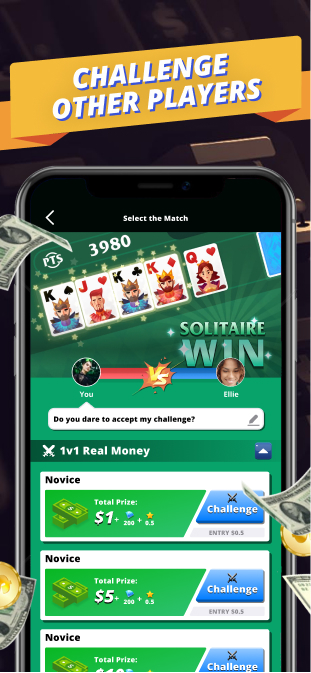 CHALLENGE
OTHER PLAYERS
Select the Match
PTS
3980
K J K K Q
SOLITAIRE
W1N
VS
You
Ellie
Do you dare to accept my challenge?
1v1 Real Money
Novice
Total Prize:
$1+ 200 + 0.5
Challenge
ENTRY $0.5
Novice
Total Prize:
$5+ 200 + 0.5
Challenge
ENTRY $0.5
Novice
Total Prize:
Challenge